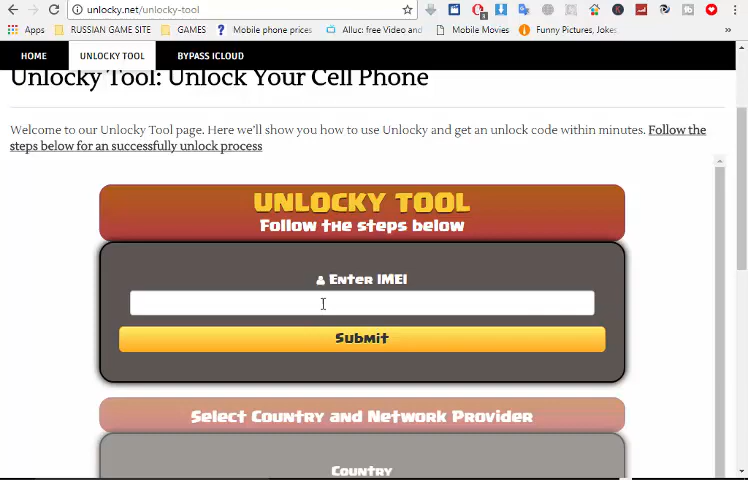 unlocky.net/unlocky-tool
Apps RUSSIAN GAME SITE GAMES Mobile phone prices Alluc: free Video and Mobile Movies Funny Pictures, Jokes
HOME UNLOCKY TOOL BYPASS ICLOUD
Unlocky Tool: Unlock Your Cell Phone
Welcome to our Unlocky Tool page. Here we'll show you how to use Unlocky and get an unlock code within minutes. Follow the
steps below for an successfully unlock process
UNLOCKY TOOL
Follow the steps below
Enter IMEI
Submit
Select Country and Network Provider
Country